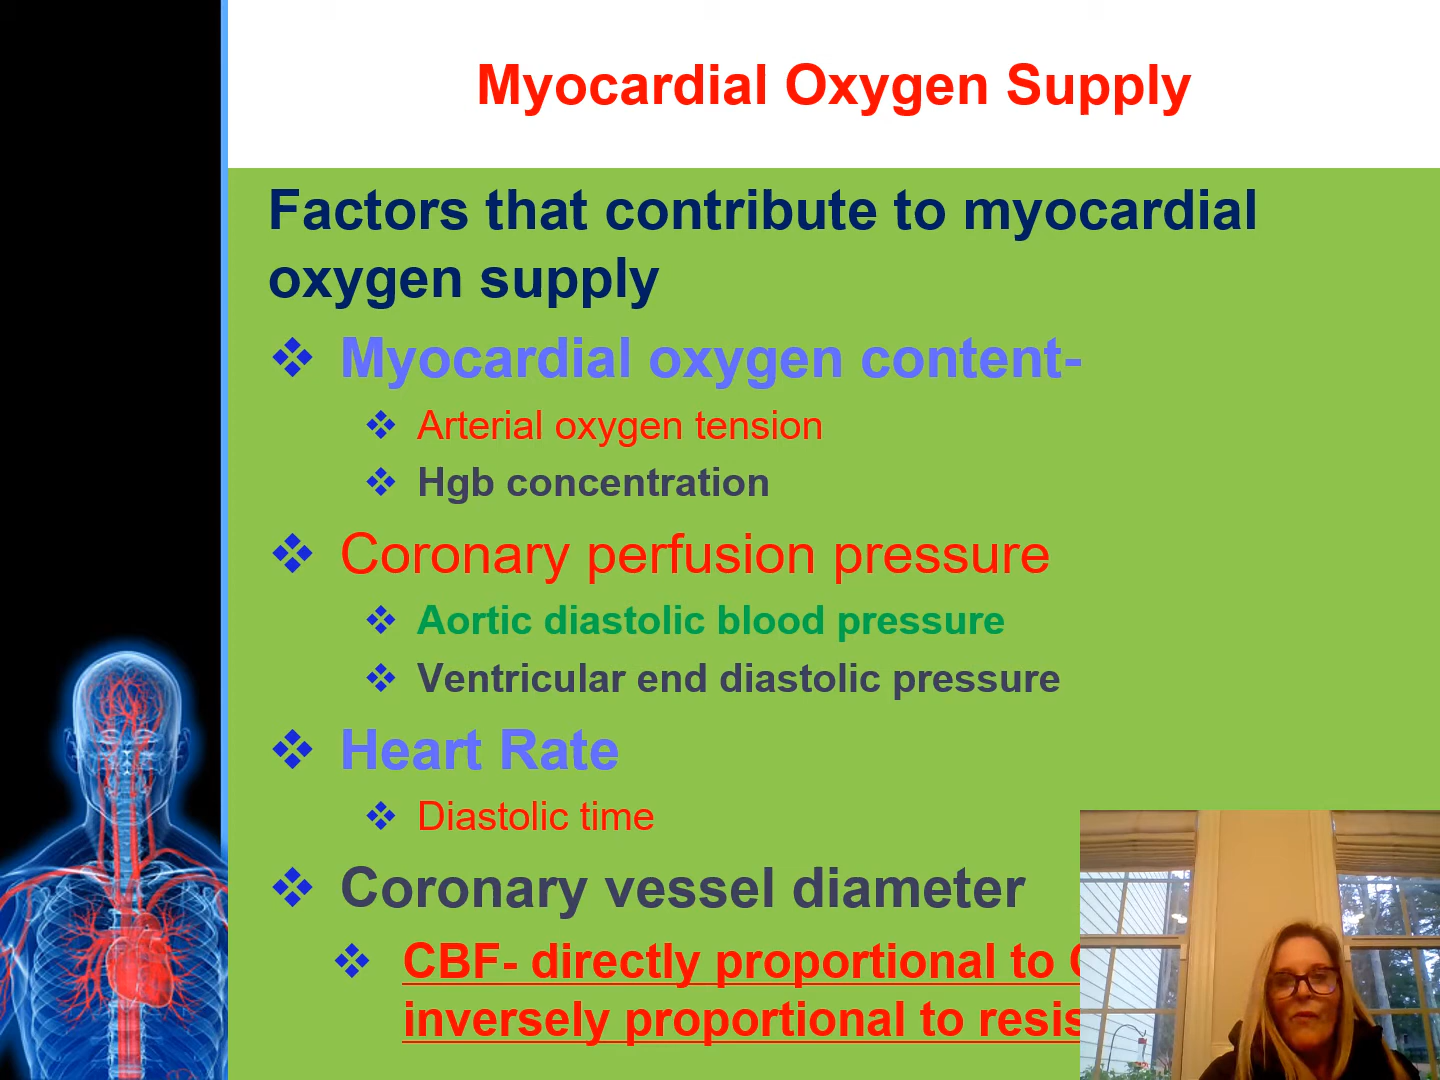 Myocardial Oxygen Supply
Factors that contribute to myocardial
oxygen supply
Myocardial oxygen content-
Arterial oxygen tension
Hgb concentration
Coronary perfusion pressure
Aortic diastolic blood pressure
Ventricular end diastolic pressure
Heart Rate
Diastolic time
Coronary vessel diameter
CBF- directly proportional to
inversely proportional to